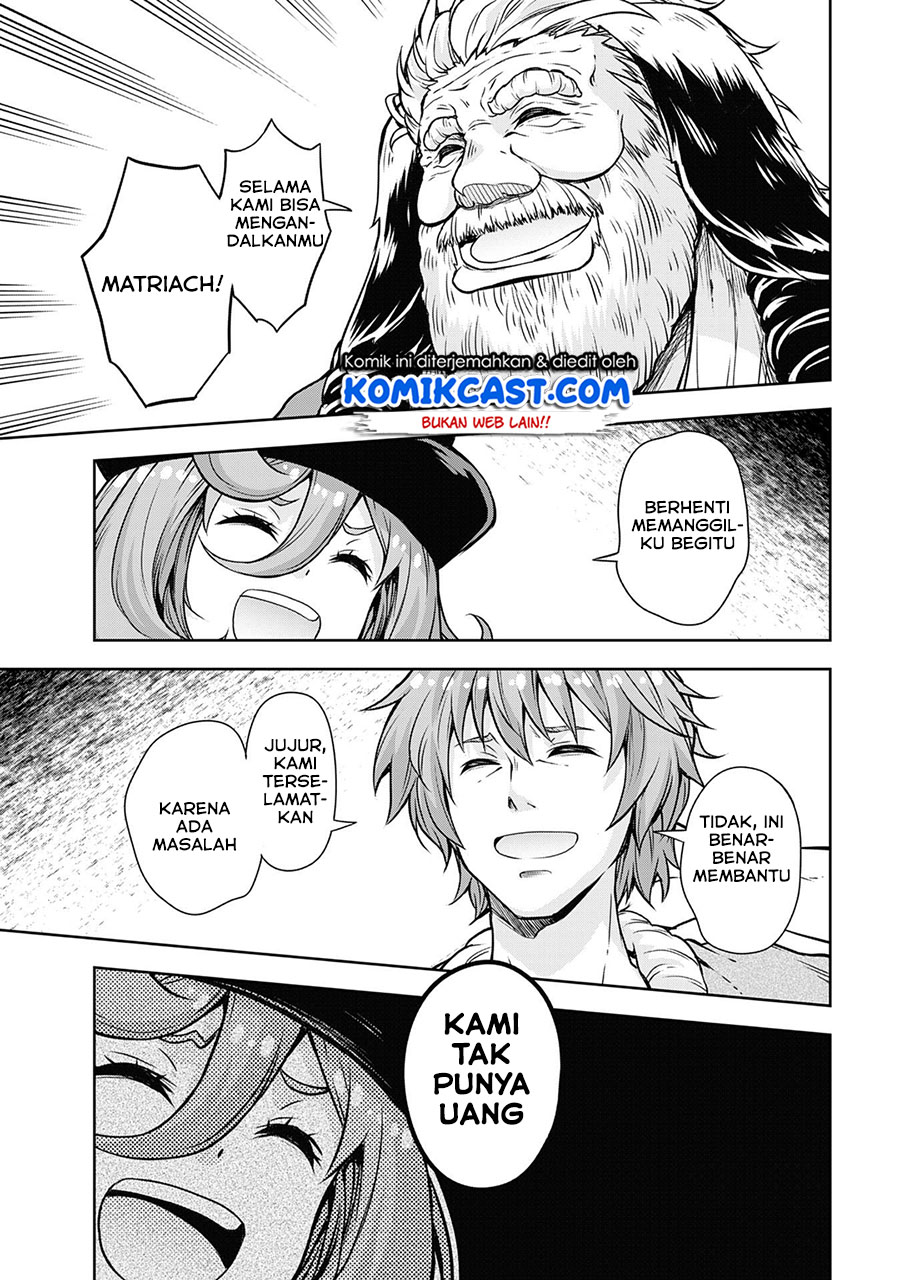 SELAMA
KAMI BISA
MENGAN-
DALKANMU
MATRIACH!
Komik ini diterjemahkan & diedit oleh
KOMIKCAST.COM
BUKAN WEB LAIN!!
BERHENTI
MEMANGGIL-
KU BEGITU
TIDAK, INI
BENAR-
BENAR
MEMBANTU
JUJUR,
KAMI
TERSE-
LAMAT-
KAN
KARENA
ADA
MASALAH
KAMI
TAK
PUNYA
UANG